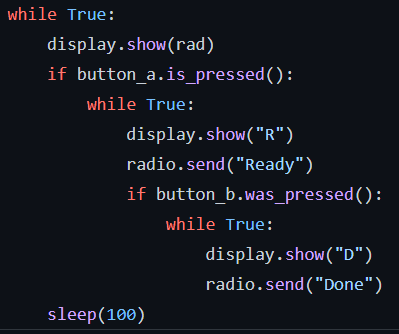 while True:
    display.show(rad)
    if button_a.is_pressed():
        while True:
            display.show("R")
            radio.send("Ready")
            if button_b.was_pressed():
                while True:
                    display.show("D")
                    radio.send("Done")
    sleep(100)